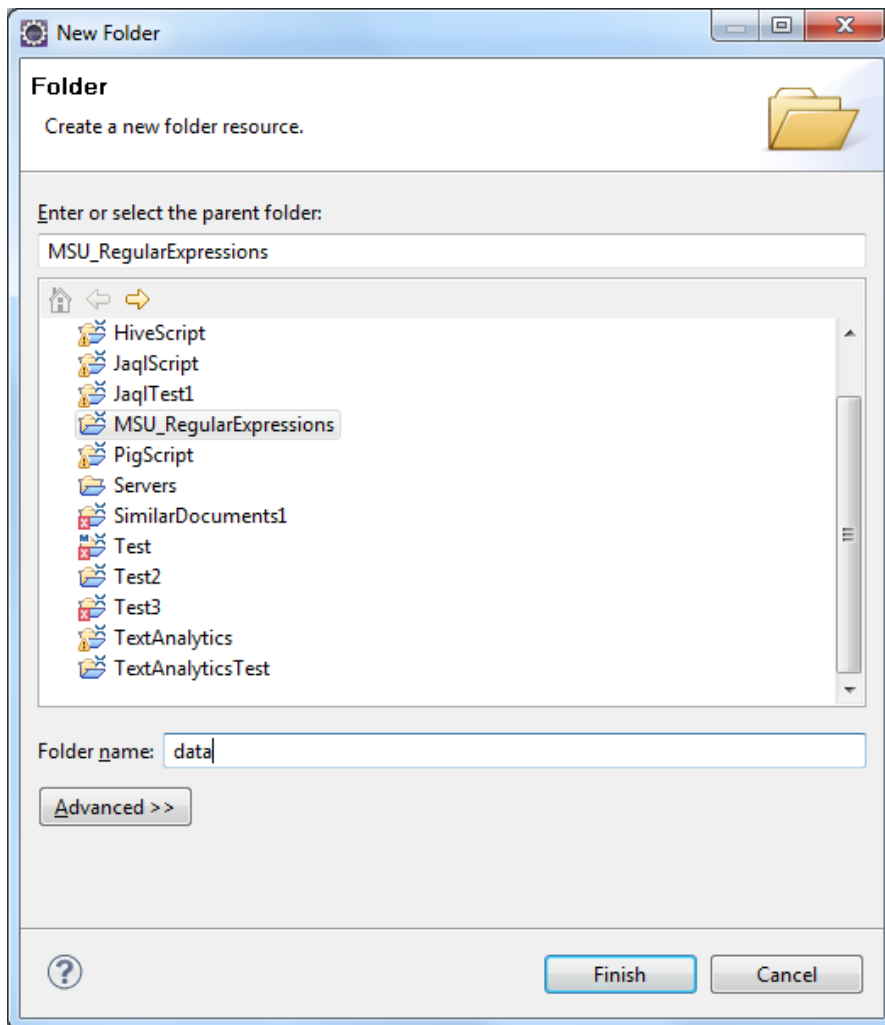 New Folder
Folder
Create a new folder resource.
Enter or select the parent folder:
MSU_RegularExpressions
HiveScript
JaqlScript
JaqlTest1
MSU_RegularExpressions
PigScript
Servers
SimilarDocuments1
Test
Test2
Test3
TextAnalytics
TextAnalyticsTest
Folder name: data
Advanced >>
Finish Cancel